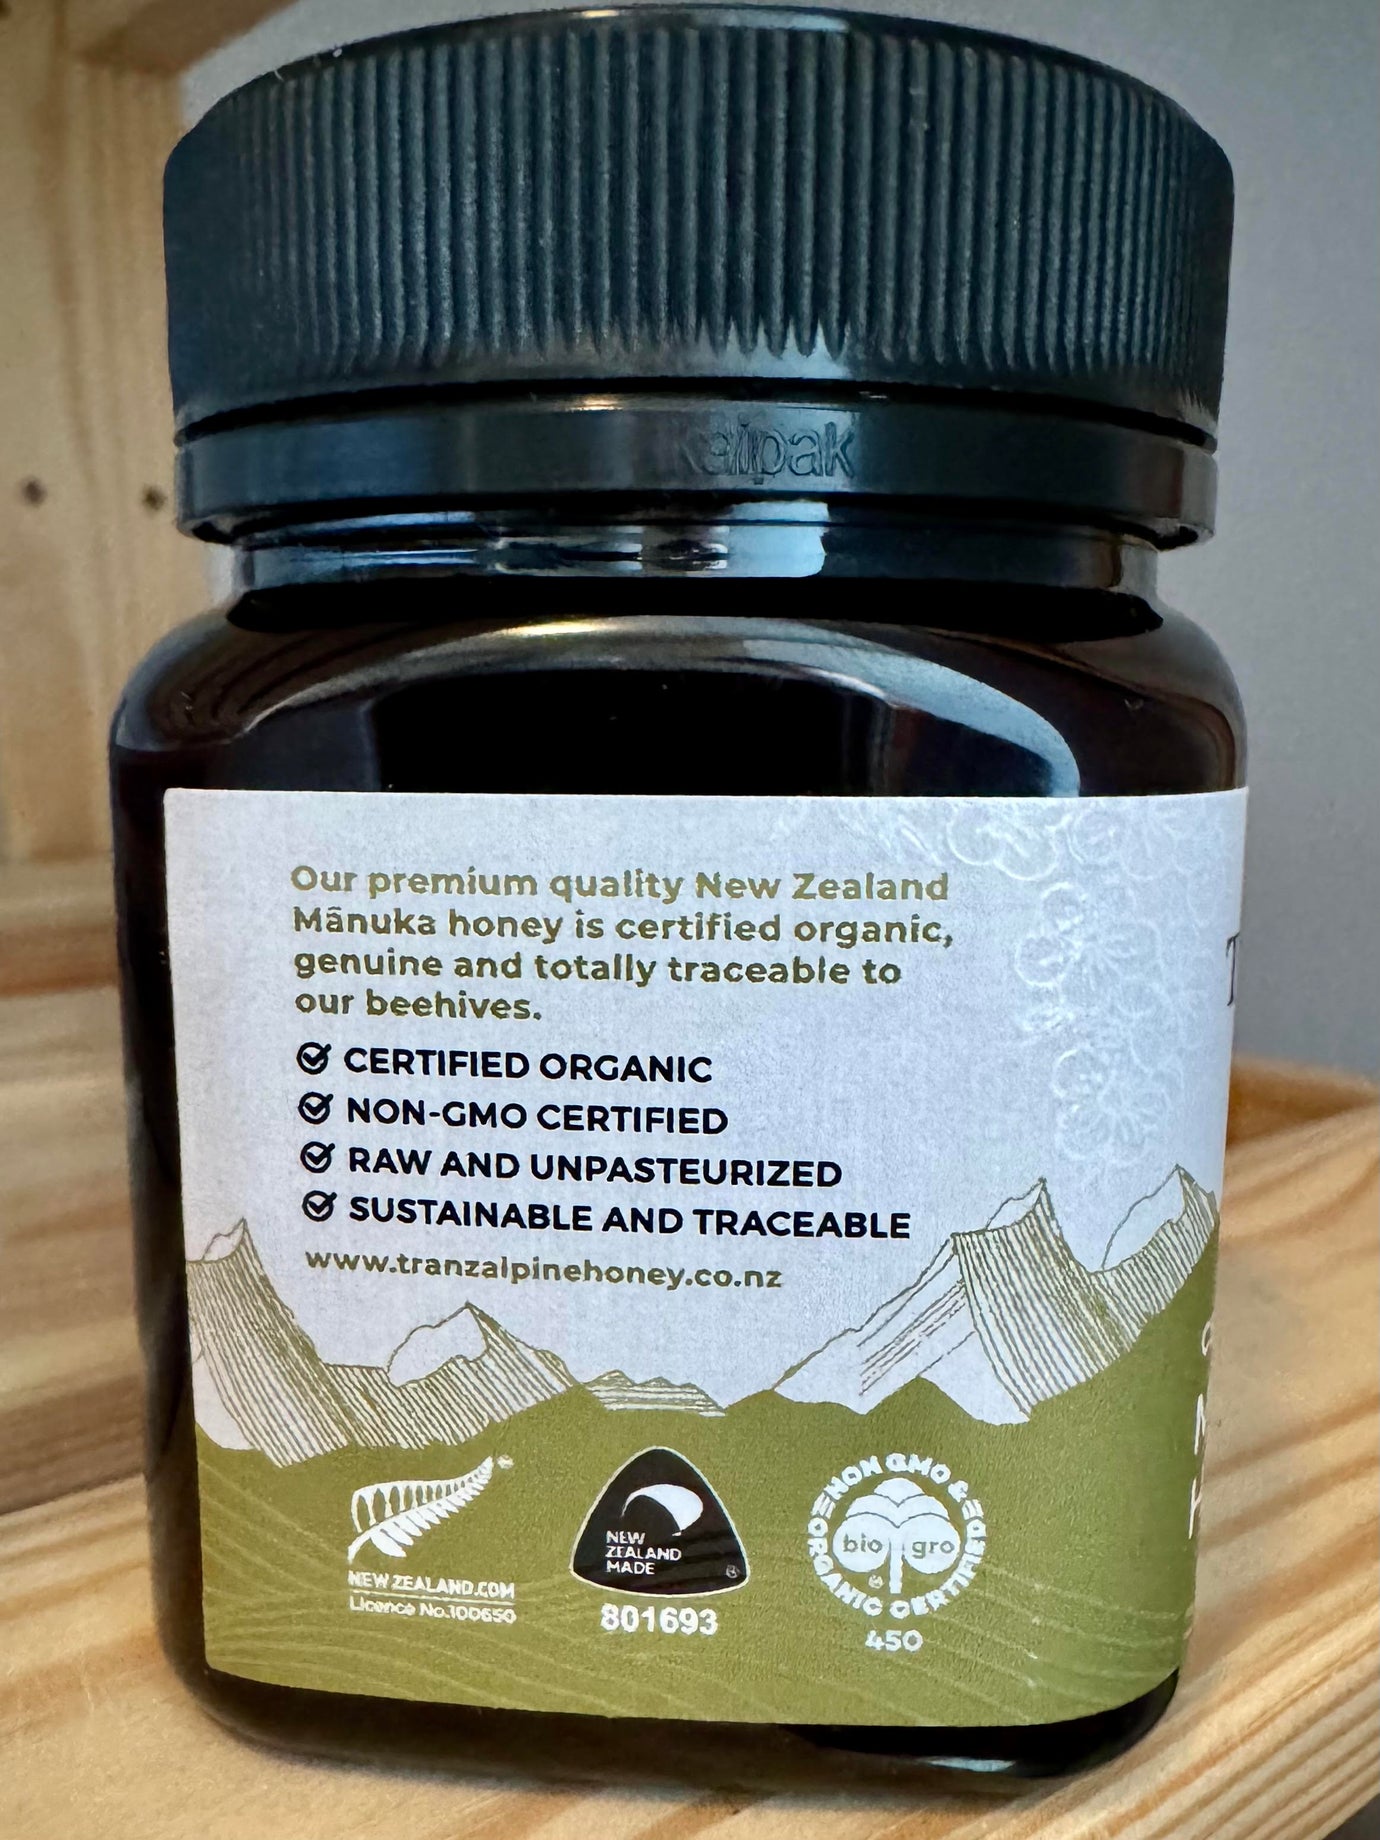 kalipak
Our premium quality New Zealand
Mānuka honey is certified organic,
genuine and totally traceable to
our beehives.
CERTIFIED ORGANIC
NON-GMO CERTIFIED
RAW AND UNPASTEURIZED
SUSTAINABLE AND TRACEABLE
www.tranzalpinehoney.co.nz
NEWZEALAND.COM
Licence No.100650
NEW
ZEALAND
MADE
®
801693
NON GMO &
bio gro
ORGANIC CERTIFIED
450